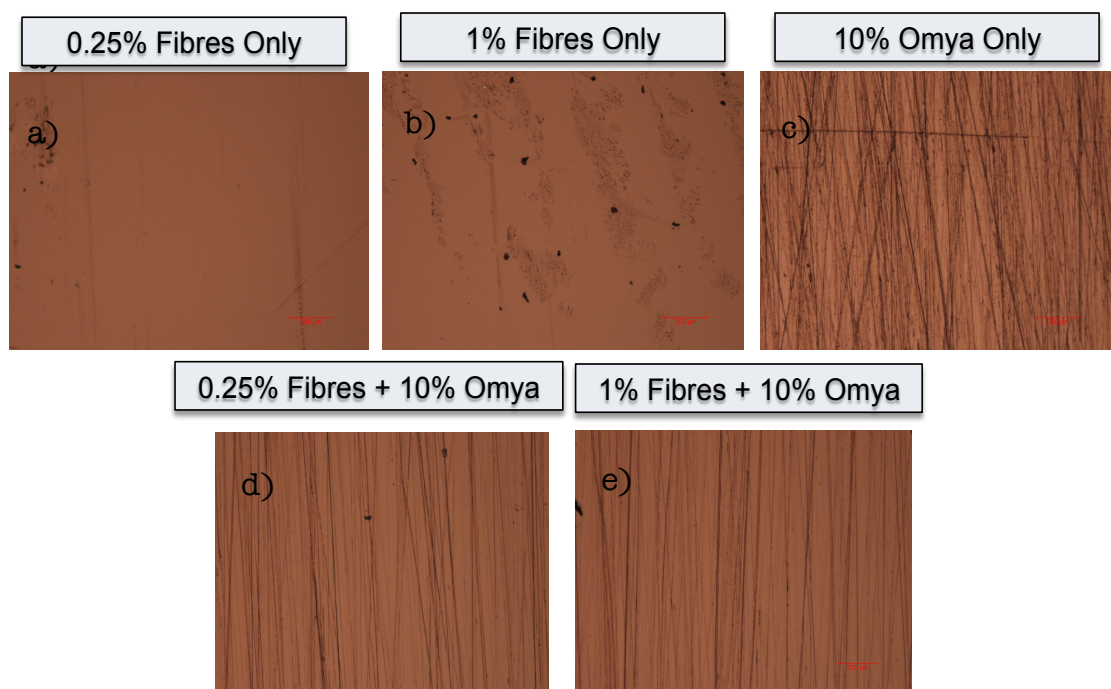 0.25% Fibres Only
1% Fibres Only
10% Omya Only
a)
b)
c)
0.25% Fibres + 10% Omya
1% Fibres + 10% Omya
d)
e)